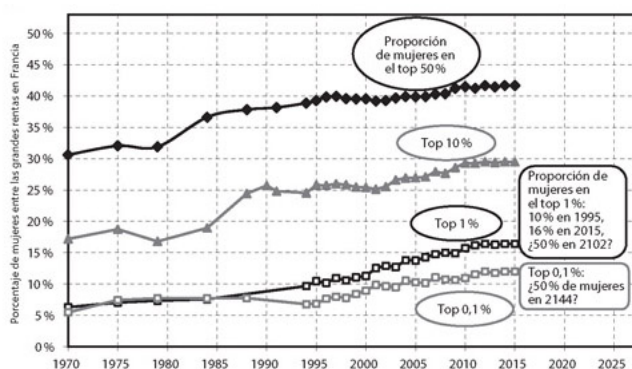 Porcentaje de mujeres entre las grandes rentas en Francia
50 %
45 %
40 %
35 %
30 %
25 %
20 %
15 %
10 %
5 %
0 %
Proporción
de mujeres en
el top 50 %
Top 10 %
Top 1 %
Top 0,1 %
Proporción de
mujeres en
el top 1 %:
10 % en 1995,
16 % en 2015,
¿50 % en 2102?
Top 0,1 %:
¿50 % de mujeres
en 2144?
1970 1975 1980 1985 1990 1995 2000 2005 2010 2015 2020 2025